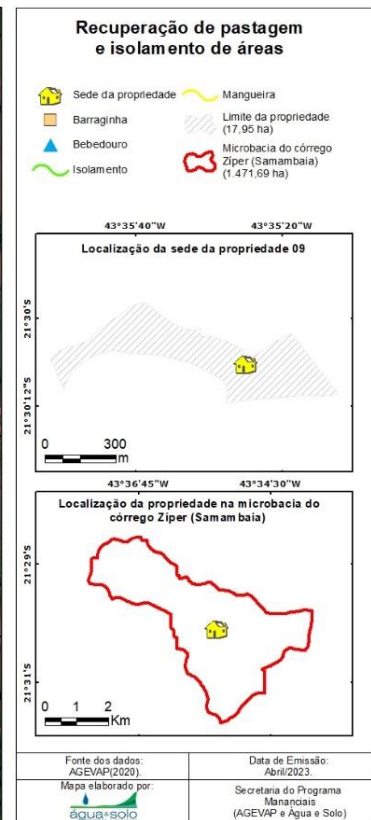 Recuperação de pastagem
e isolamento de áreas
Sede da propriedade
Barraginha
Bebedouro
Isolamento
Mangueira
Limite da propriedade
(17,95 ha)
Microbacia do córrego
Zíper (Samambaia)
(1.471,69 ha)
43°35'40"W 43°35'20"W
Localização da sede da propriedade 09
21°30'S
21°30'12"S
0 300
m
43°36'45"W 43°34'30"W
Localização da propriedade na microbacia do
córrego Zíper (Samambaia)
21°29'S
21°31'S
0 1 2
Km
Fonte dos dados:
AGEVAP(2020).
Data de Emissão:
Abril/2023.
Mapa elaborado por:
água&solo
Secretaria do Programa
Mananciais
(AGEVAP e Água e Solo)